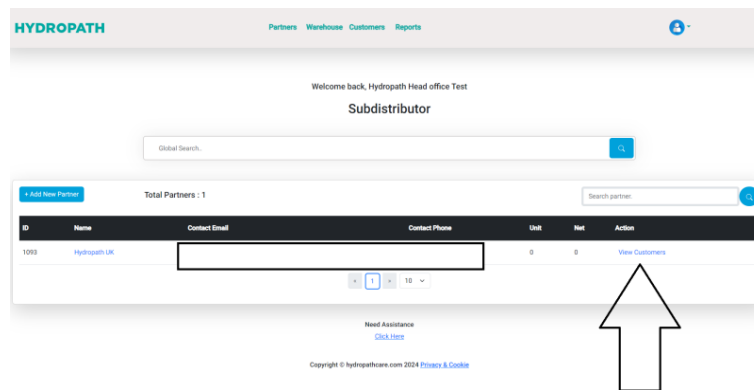 HYDROPATH
Partners Warehouse Customers Reports
Welcome back, Hydropath Head office Test
Subdistributor
Global Search..
+ Add New Partner Total Partners : 1 Search partner.
ID Name Contact Email Contact Phone Unit Net Action
1093 Hydropath UK 0 0 View Customers
« 1 » 10
Need Assistance
Click Here
Copyright © hydropathcare.com 2024 Privacy & Cookie